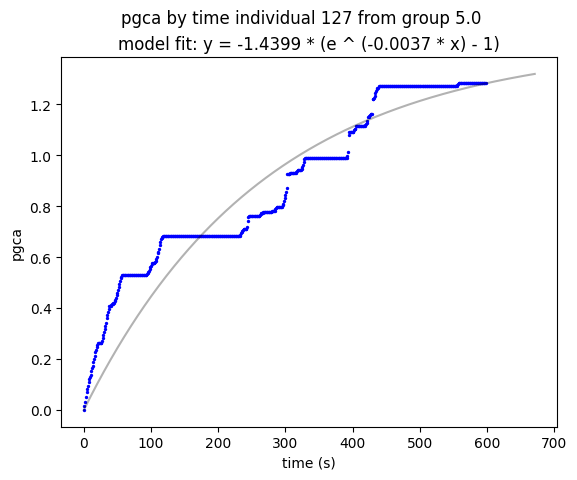 pgca by time individual 127 from group 5.0
model fit: y = -1.4399 * (e ^ (-0.0037 * x) - 1)
pgca
1.2
1.0
0.8
0.6
0.4
0.2
0.0
0 100 200 300 400 500 600 700
time (s)